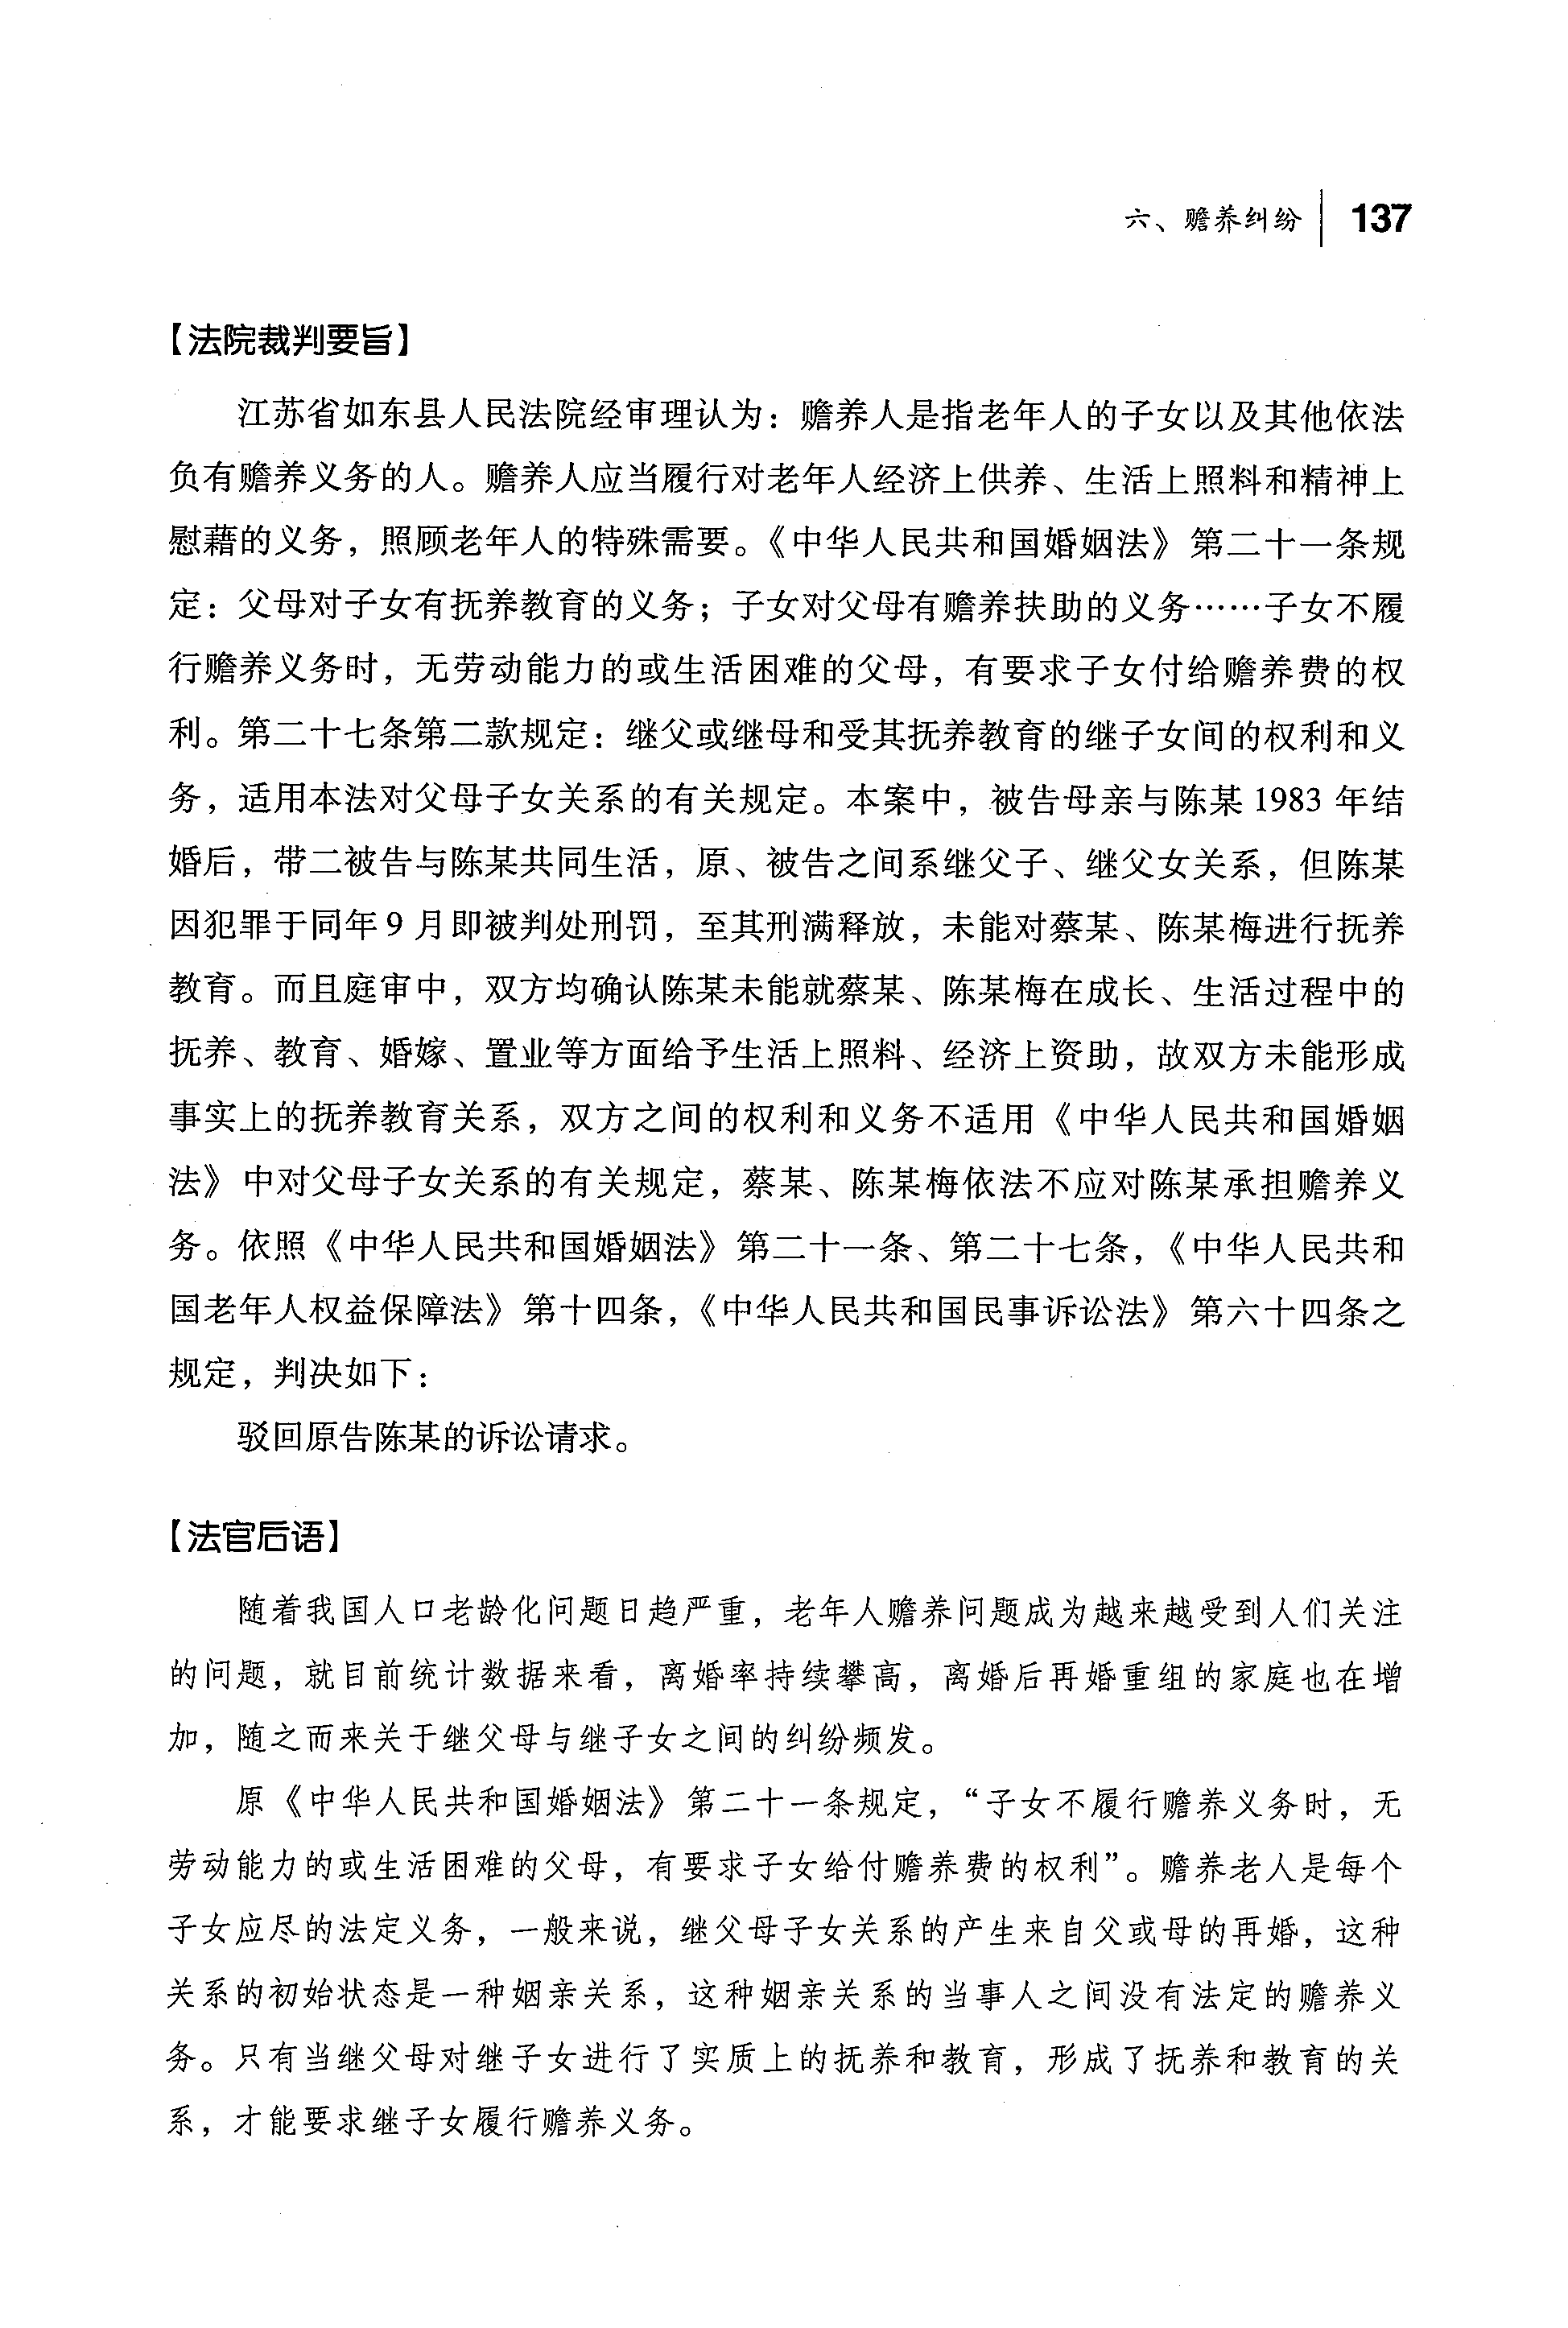 六、赡养纠纷 137
【法院裁判要旨】
江苏省如东县人民法院经审理认为：赡养人是指老年人的子女以及其他依法
负有赡养义务的人。赡养人应当履行对老年人经济上供养、生活上照料和精神上
慰藉的义务，照顾老年人的特殊需要。《中华人民共和国婚姻法》第二十一条规
定：父母对子女有抚养教育的义务；子女对父母有赡养扶助的义务……子女不履
行赡养义务时，无劳动能力的或生活困难的父母，有要求子女付给赡养费的权
利。第二十七条第二款规定：继父或继母和受其抚养教育的继子女间的权利和义
务，适用本法对父母子女关系的有关规定。本案中，被告母亲与陈某 1983 年结
婚后，带二被告与陈某共同生活，原、被告之间系继父子、继父女关系，但陈某
因犯罪于同年 9 月即被判处刑罚，至其刑满释放，未能对蔡某、陈某梅进行抚养
教育。而且庭审中，双方均确认陈某未能就蔡某、陈某梅在成长、生活过程中的
抚养、教育、婚嫁、置业等方面给予生活上照料、经济上资助，故双方未能形成
事实上的抚养教育关系，双方之间的权利和义务不适用《中华人民共和国婚姻
法》中对父母子女关系的有关规定，蔡某、陈某梅依法不应对陈某承担赡养义
务。依照《中华人民共和国婚姻法》第二十一条、第二十七条，《中华人民共和
国老年人权益保障法》第十四条，《中华人民共和国民事诉讼法》第六十四条之
规定，判决如下：
驳回原告陈某的诉讼请求。
【法官后语】
随着我国人口老龄化问题日趋严重，老年人赡养问题成为越来越受到人们关注
的问题，就目前统计数据来看，离婚率持续攀高，离婚后再婚重组的家庭也在增
加，随之而来关于继父母与继子女之间的纠纷频发。
原《中华人民共和国婚姻法》第二十一条规定，“子女不履行赡养义务时，无
劳动能力的或生活困难的父母，有要求子女给付赡养费的权利”。赡养老人是每个
子女应尽的法定义务，一般来说，继父母子女关系的产生来自父或母的再婚，这种
关系的初始状态是一种姻亲关系，这种姻亲关系的当事人之间没有法定的赡养义
务。只有当继父母对继子女进行了实质上的抚养和教育，形成了抚养和教育的关
系，才能要求继子女履行赡养义务。